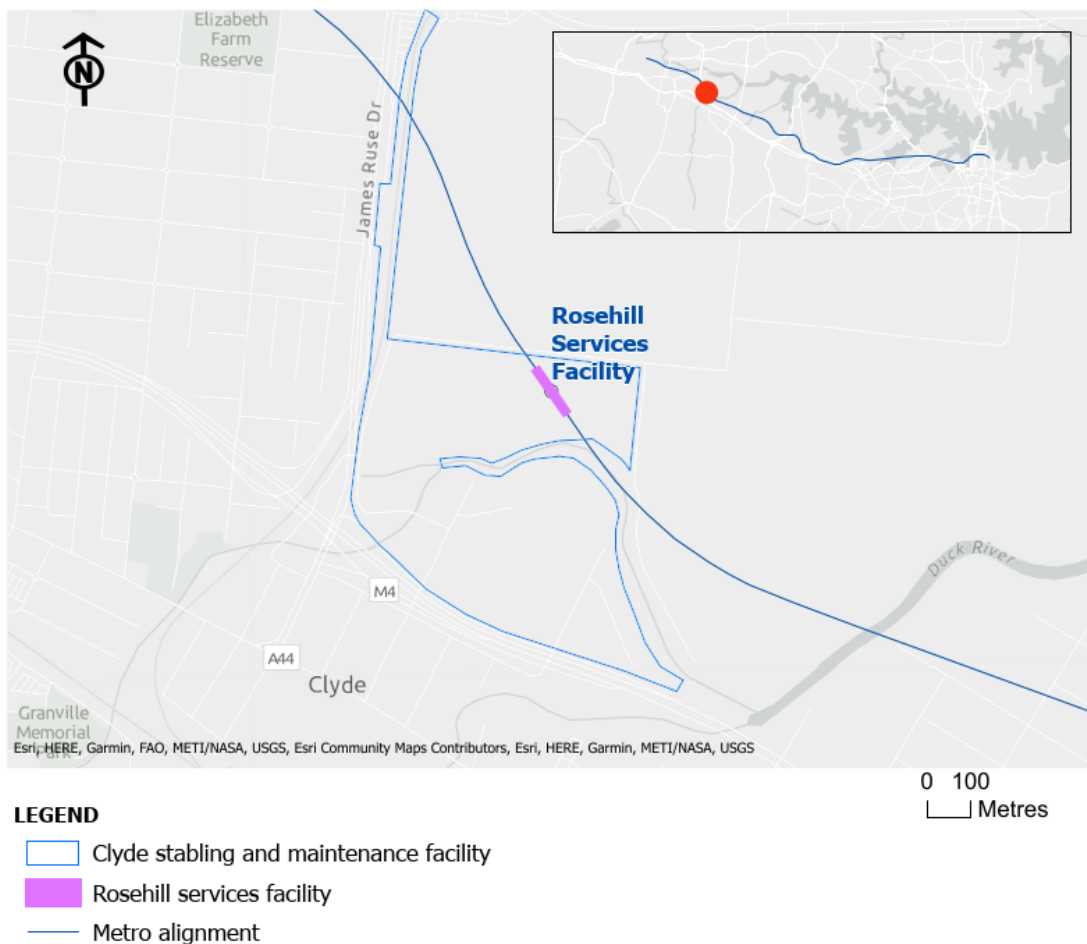 Elizabeth
Farm
Reserve
N
James Ruse Dr
Rosehill
Services
Facility
Duck River
M4
A44
Clyde
Granville
Memorial
Park
Esri, HERE, Garmin, FAO, METI/NASA, USGS, Esri Community Maps Contributors, Esri, HERE, Garmin, METI/NASA, USGS
0 100
Metres
LEGEND
Clyde stabling and maintenance facility
Rosehill services facility
Metro alignment